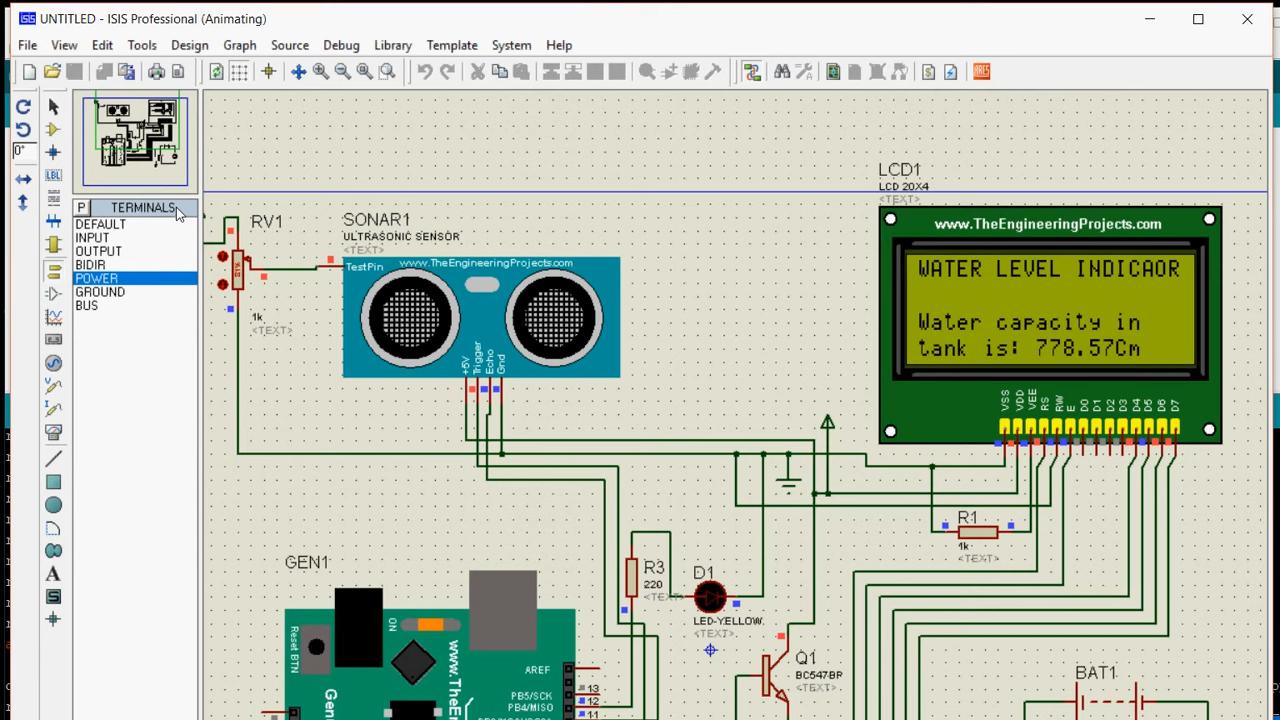 UNTITLED - ISIS Professional (Animating)
File View Edit Tools Design Graph Source Debug Library Template System Help
ARES
0°
LBL
P TERMINALS
DEFAULT
INPUT
OUTPUT
BIDIR
POWER
GROUND
BUS
A
S
RV1
1k
<TEXT>
SONAR1
ULTRASONIC SENSOR
<TEXT>
TestPin www.TheEngineeringProjects.com
+5V
Trigger
Echo
Gnd
LCD1
LCD 20X4
<TEXT>
www.TheEngineeringProjects.com
WATER LEVEL INDICAOR
Water capacity in
tank is: 778.57Cm
VSS VDD VEE RS RW E D0 D1 D2 D3 D4 D5 D6 D7
R1
1k
<TEXT>
GEN1
R3
220
<TEXT>
D1
LED-YELLOW
<TEXT>
Q1
BC547BP
<TEXT>
BAT1
Reset BTN
ON
www.TheE
AREF
13
PB5/SCK
12
PB4/MISO
11